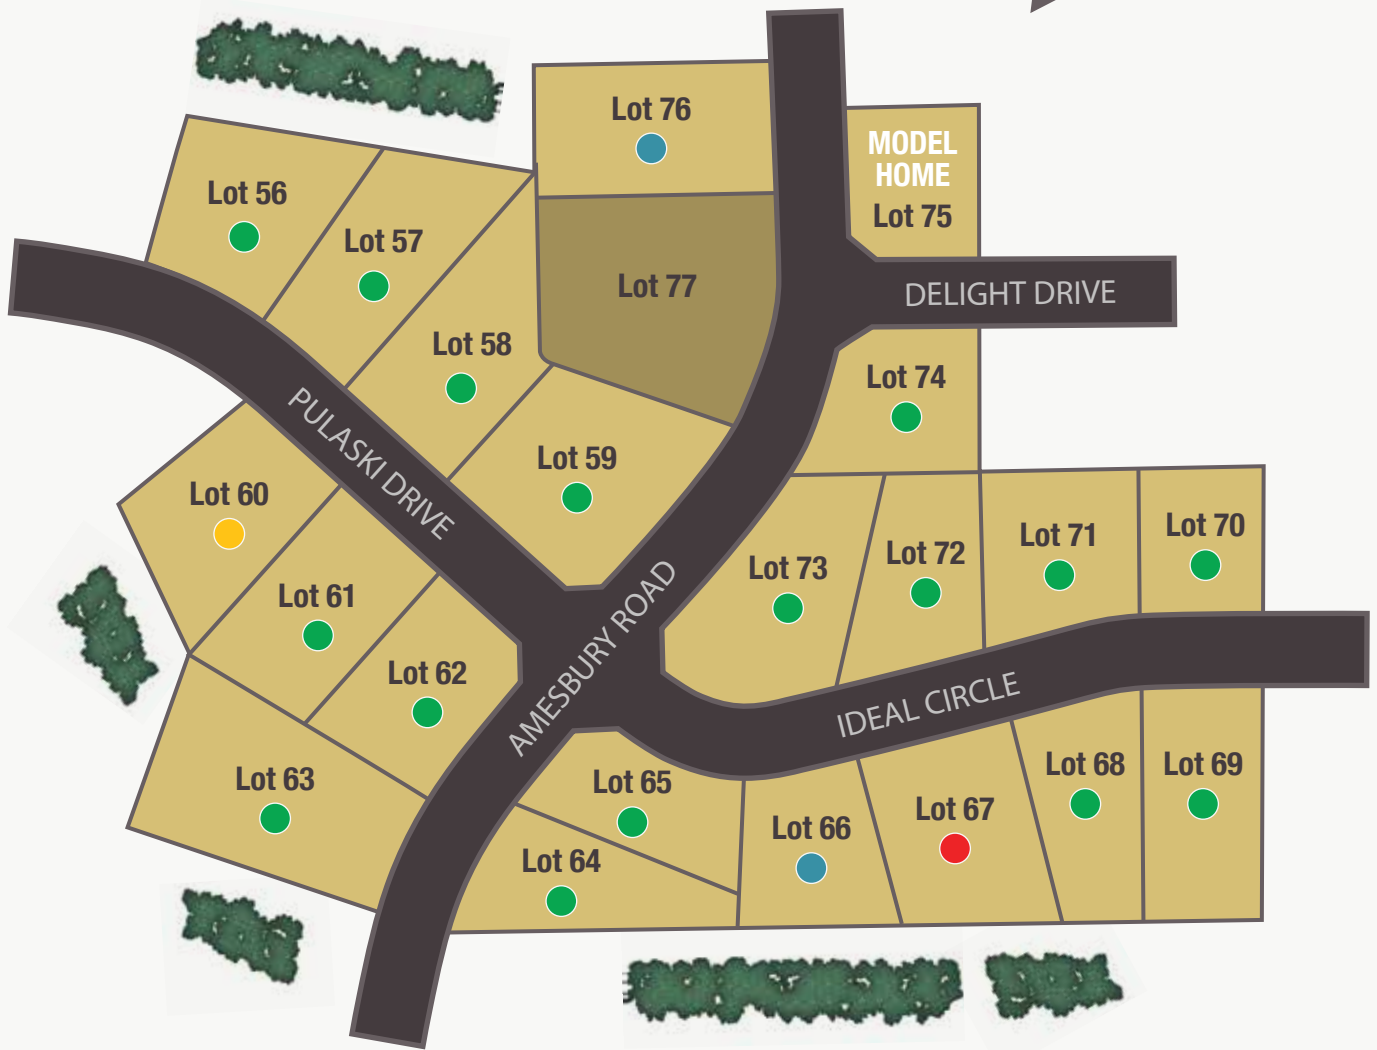 Lot 76
MODEL
HOME
Lot 75
Lot 56
Lot 57
Lot 77
DELIGHT DRIVE
Lot 58
Lot 74
PULASKI DRIVE
Lot 59
Lot 60
Lot 70
Lot 71
Lot 72
Lot 73
Lot 61
AMESBURY ROAD
Lot 62
IDEAL CIRCLE
Lot 63
Lot 65
Lot 68
Lot 69
Lot 67
Lot 66
Lot 64